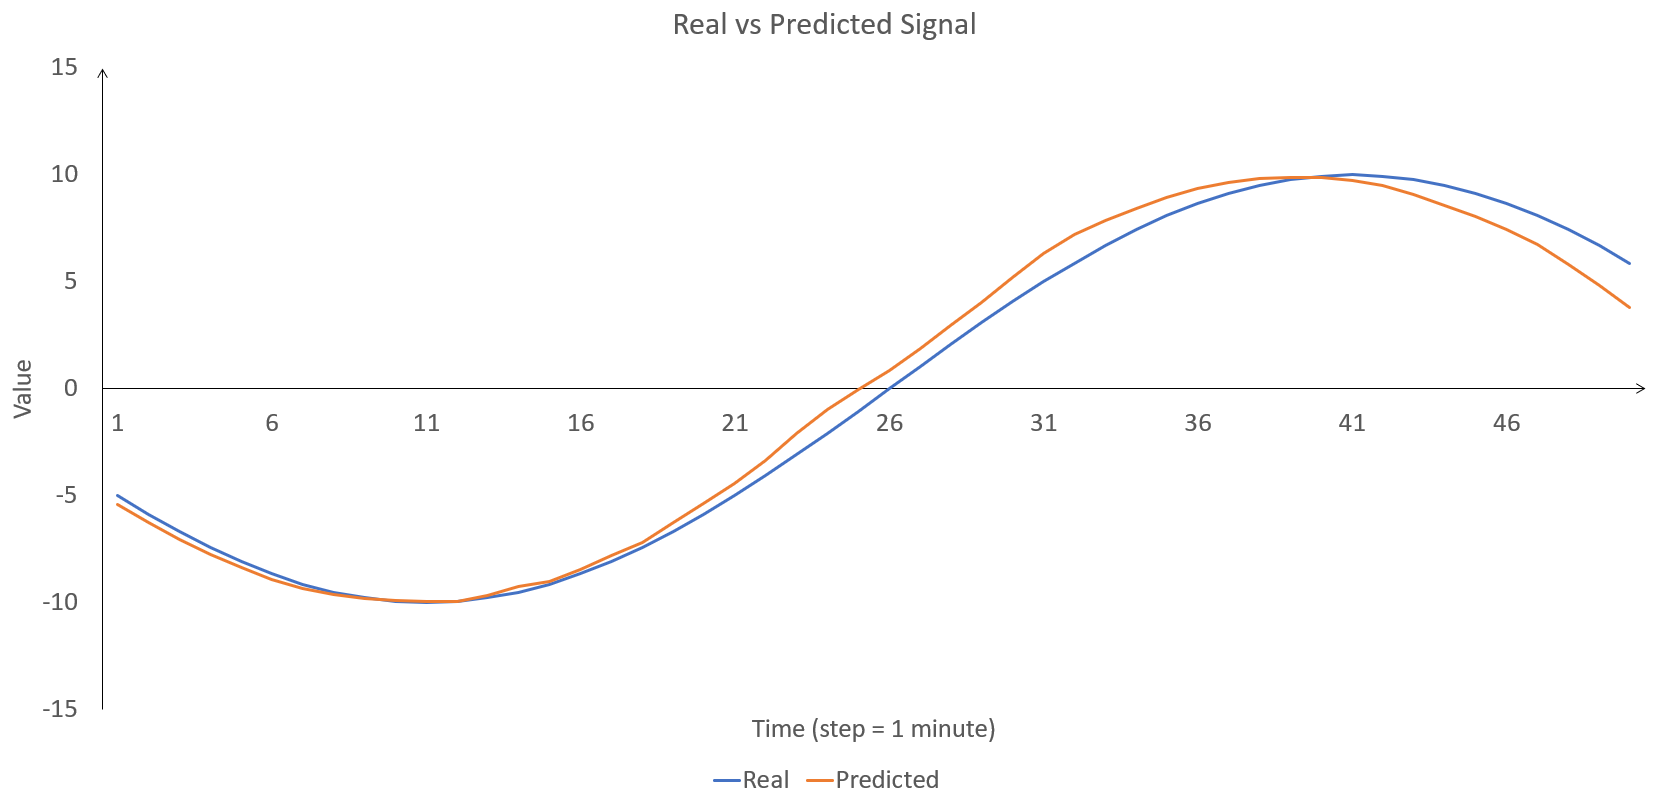 Real vs Predicted Signal
15
10
5
0
-5
-10
-15
Value
1 6 11 16 21 26 31 36 41 46
Time (step = 1 minute)
Real Predicted